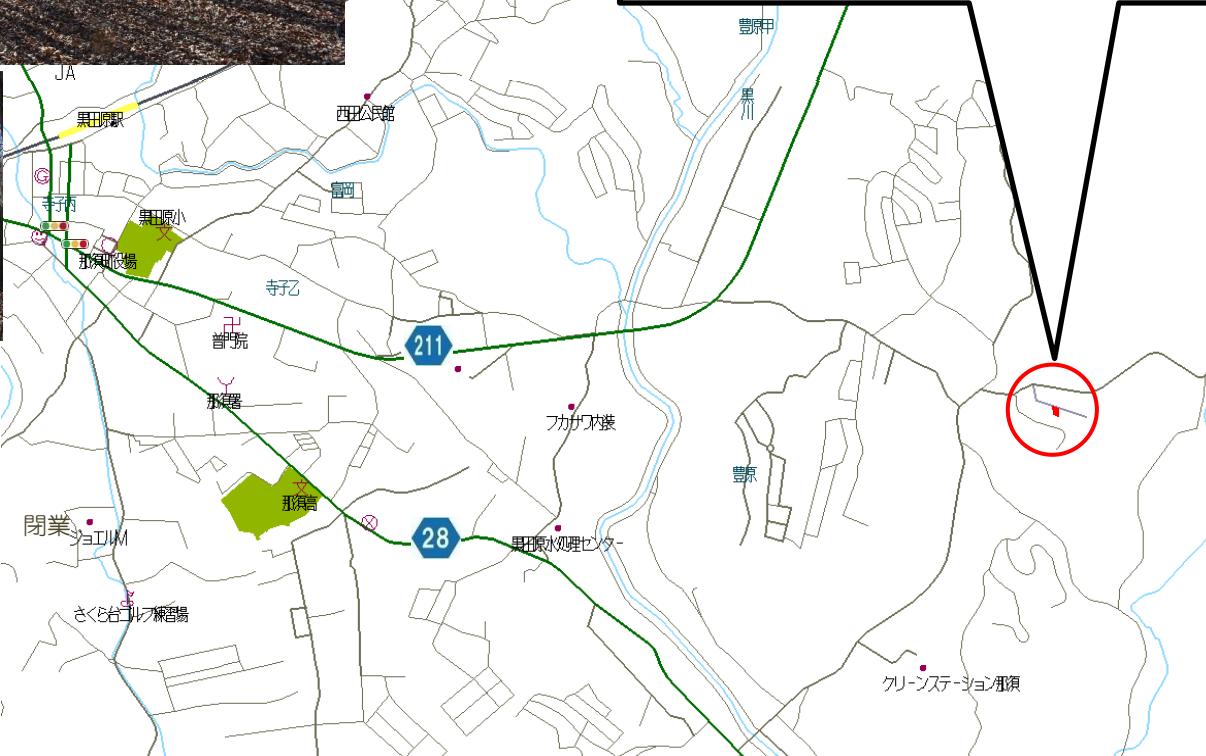 豊原甲
JA
黒川
西田公民館
黒田原駅
富岡
寺子丙
黒田原小
那須町役場
寺子乙
普門院
211
那須署
フカサワ内装
豊原
那須高
閉業
ジョエルM
28
黒田原水処理センター
さくら台ゴルフ練習場
クリーンステーション那須